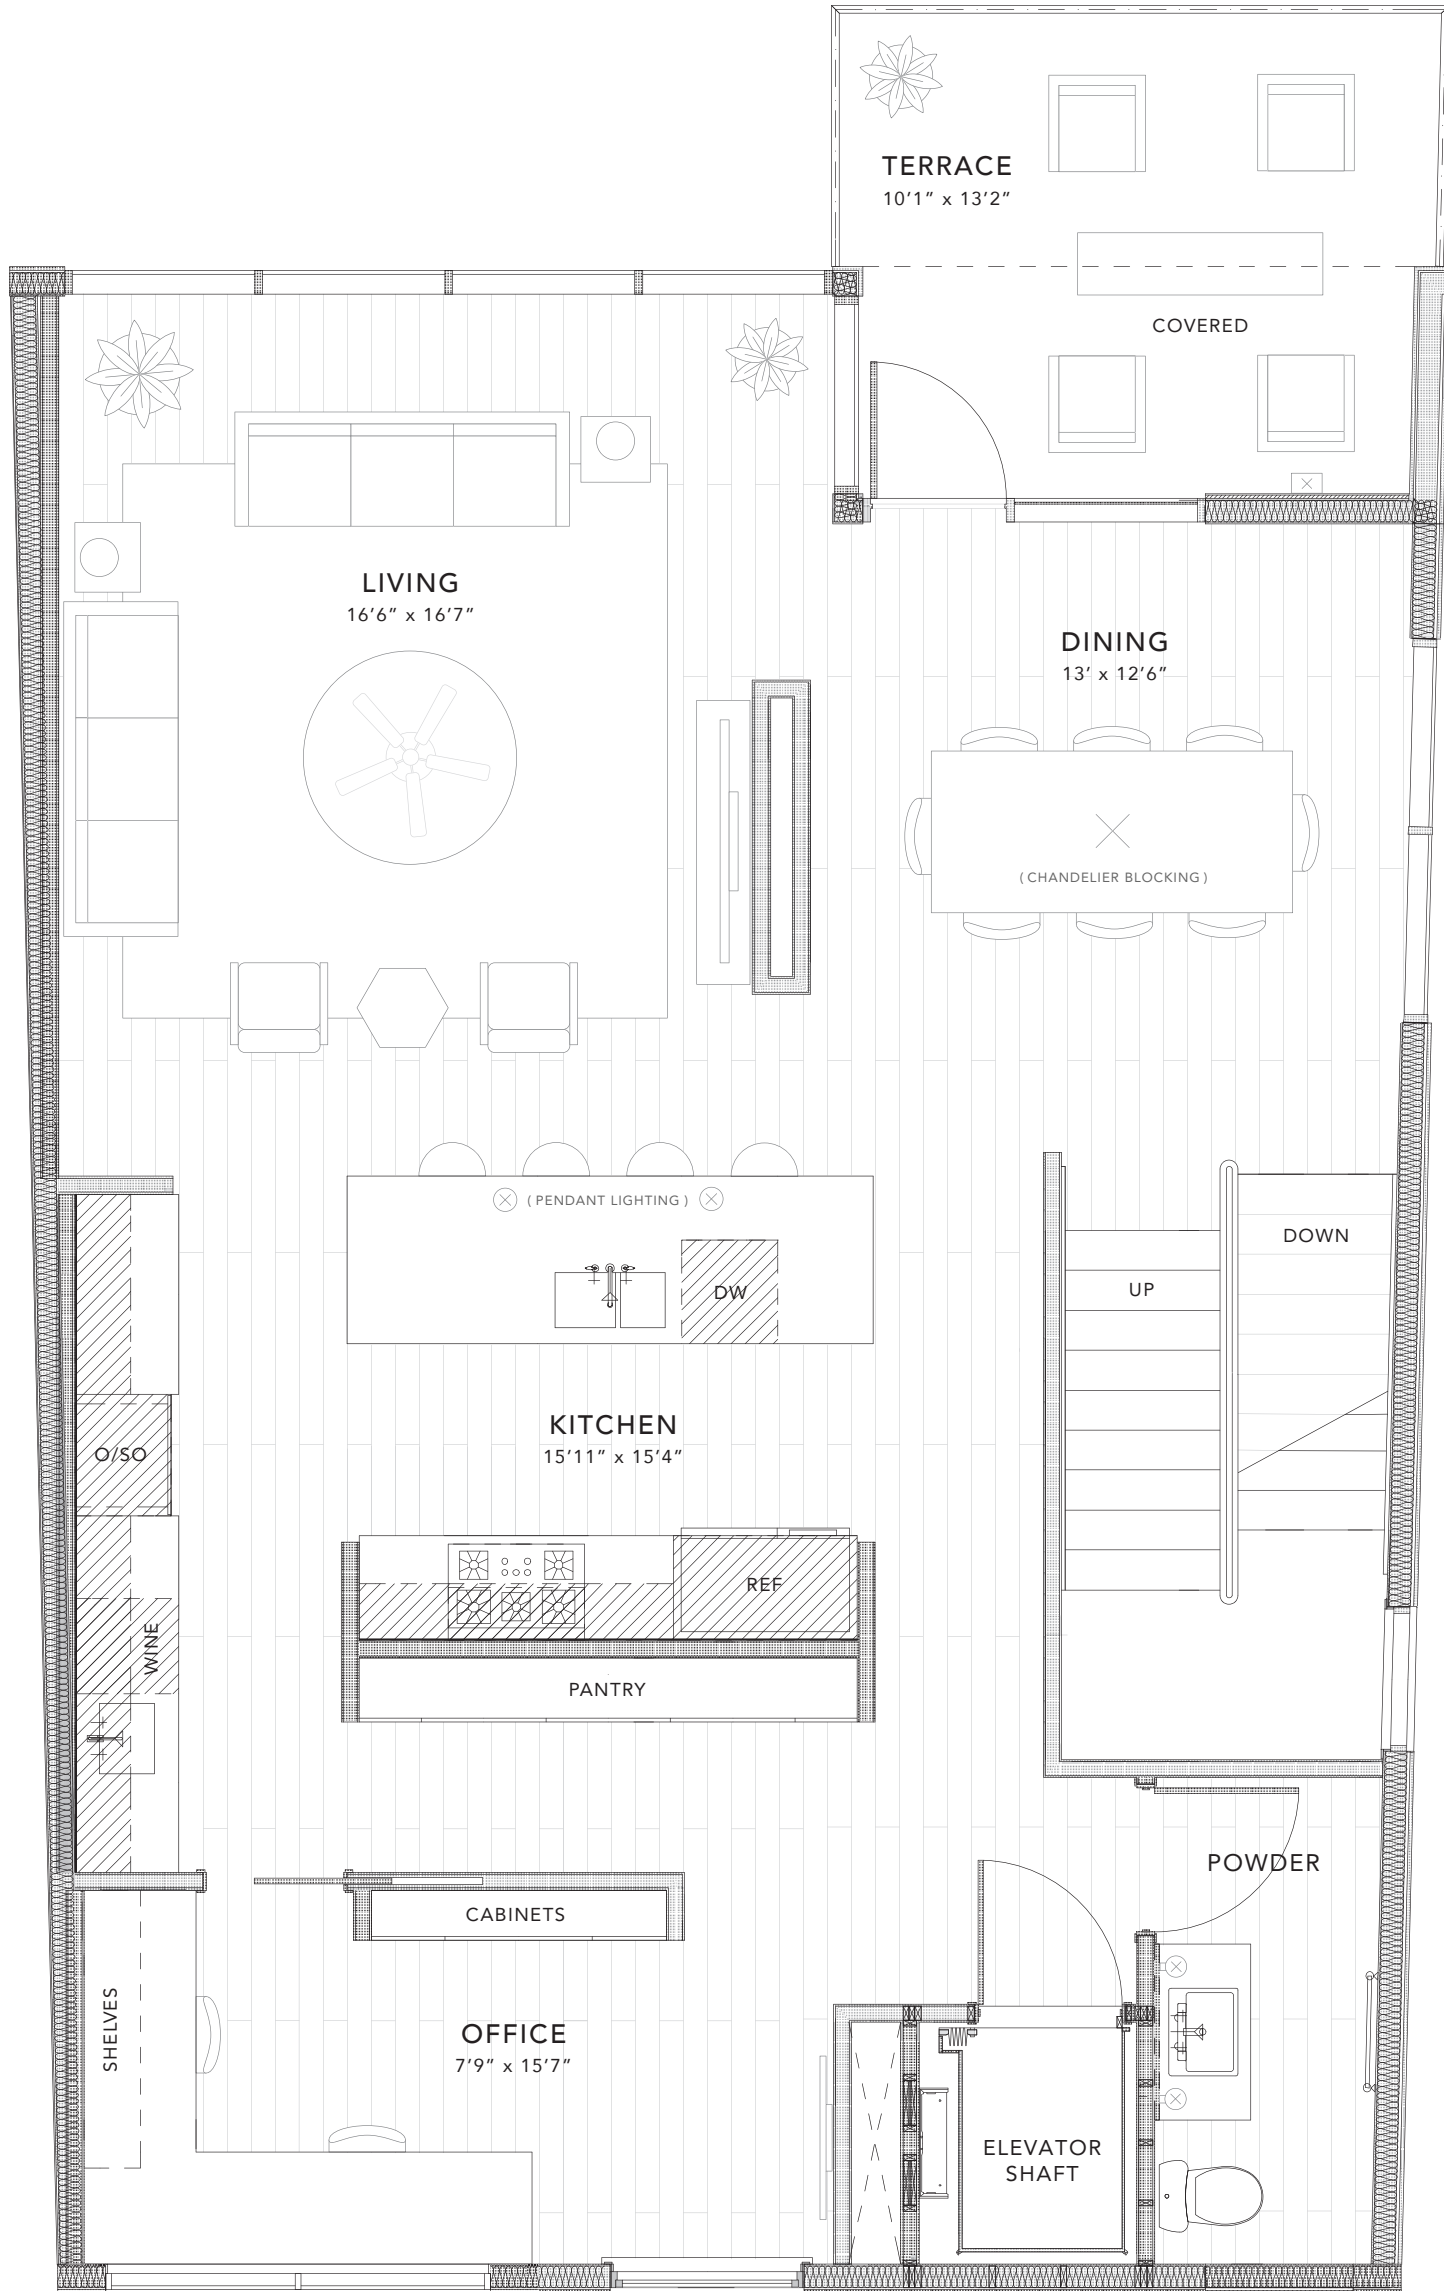 TERRACE
10’1” x 13’2”
COVERED
LIVING
16’6” x 16’7”
DINING
13’ x 12’6”
( CHANDELIER BLOCKING )
( PENDANT LIGHTING )
DW
DOWN
UP
KITCHEN
15’11” x 15’4”
O/SO
REF
WINE
PANTRY
POWDER
CABINETS
SHELVES
OFFICE
7’9” x 15’7”
ELEVATOR
SHAFT